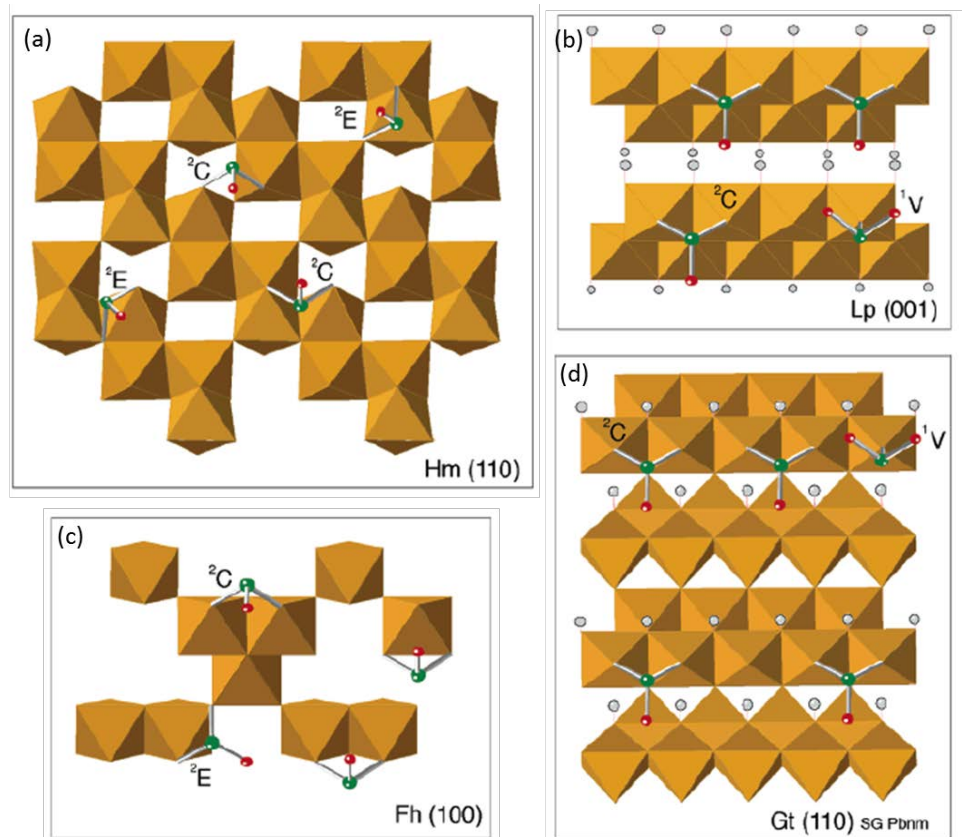 (a)
²E
²C
²C
²E
Hm (110)
(b)
²C
¹V
Lp (001)
(c)
²C
²E
Fh (100)
(d)
²C
¹V
Gt (110) SG Pbnm